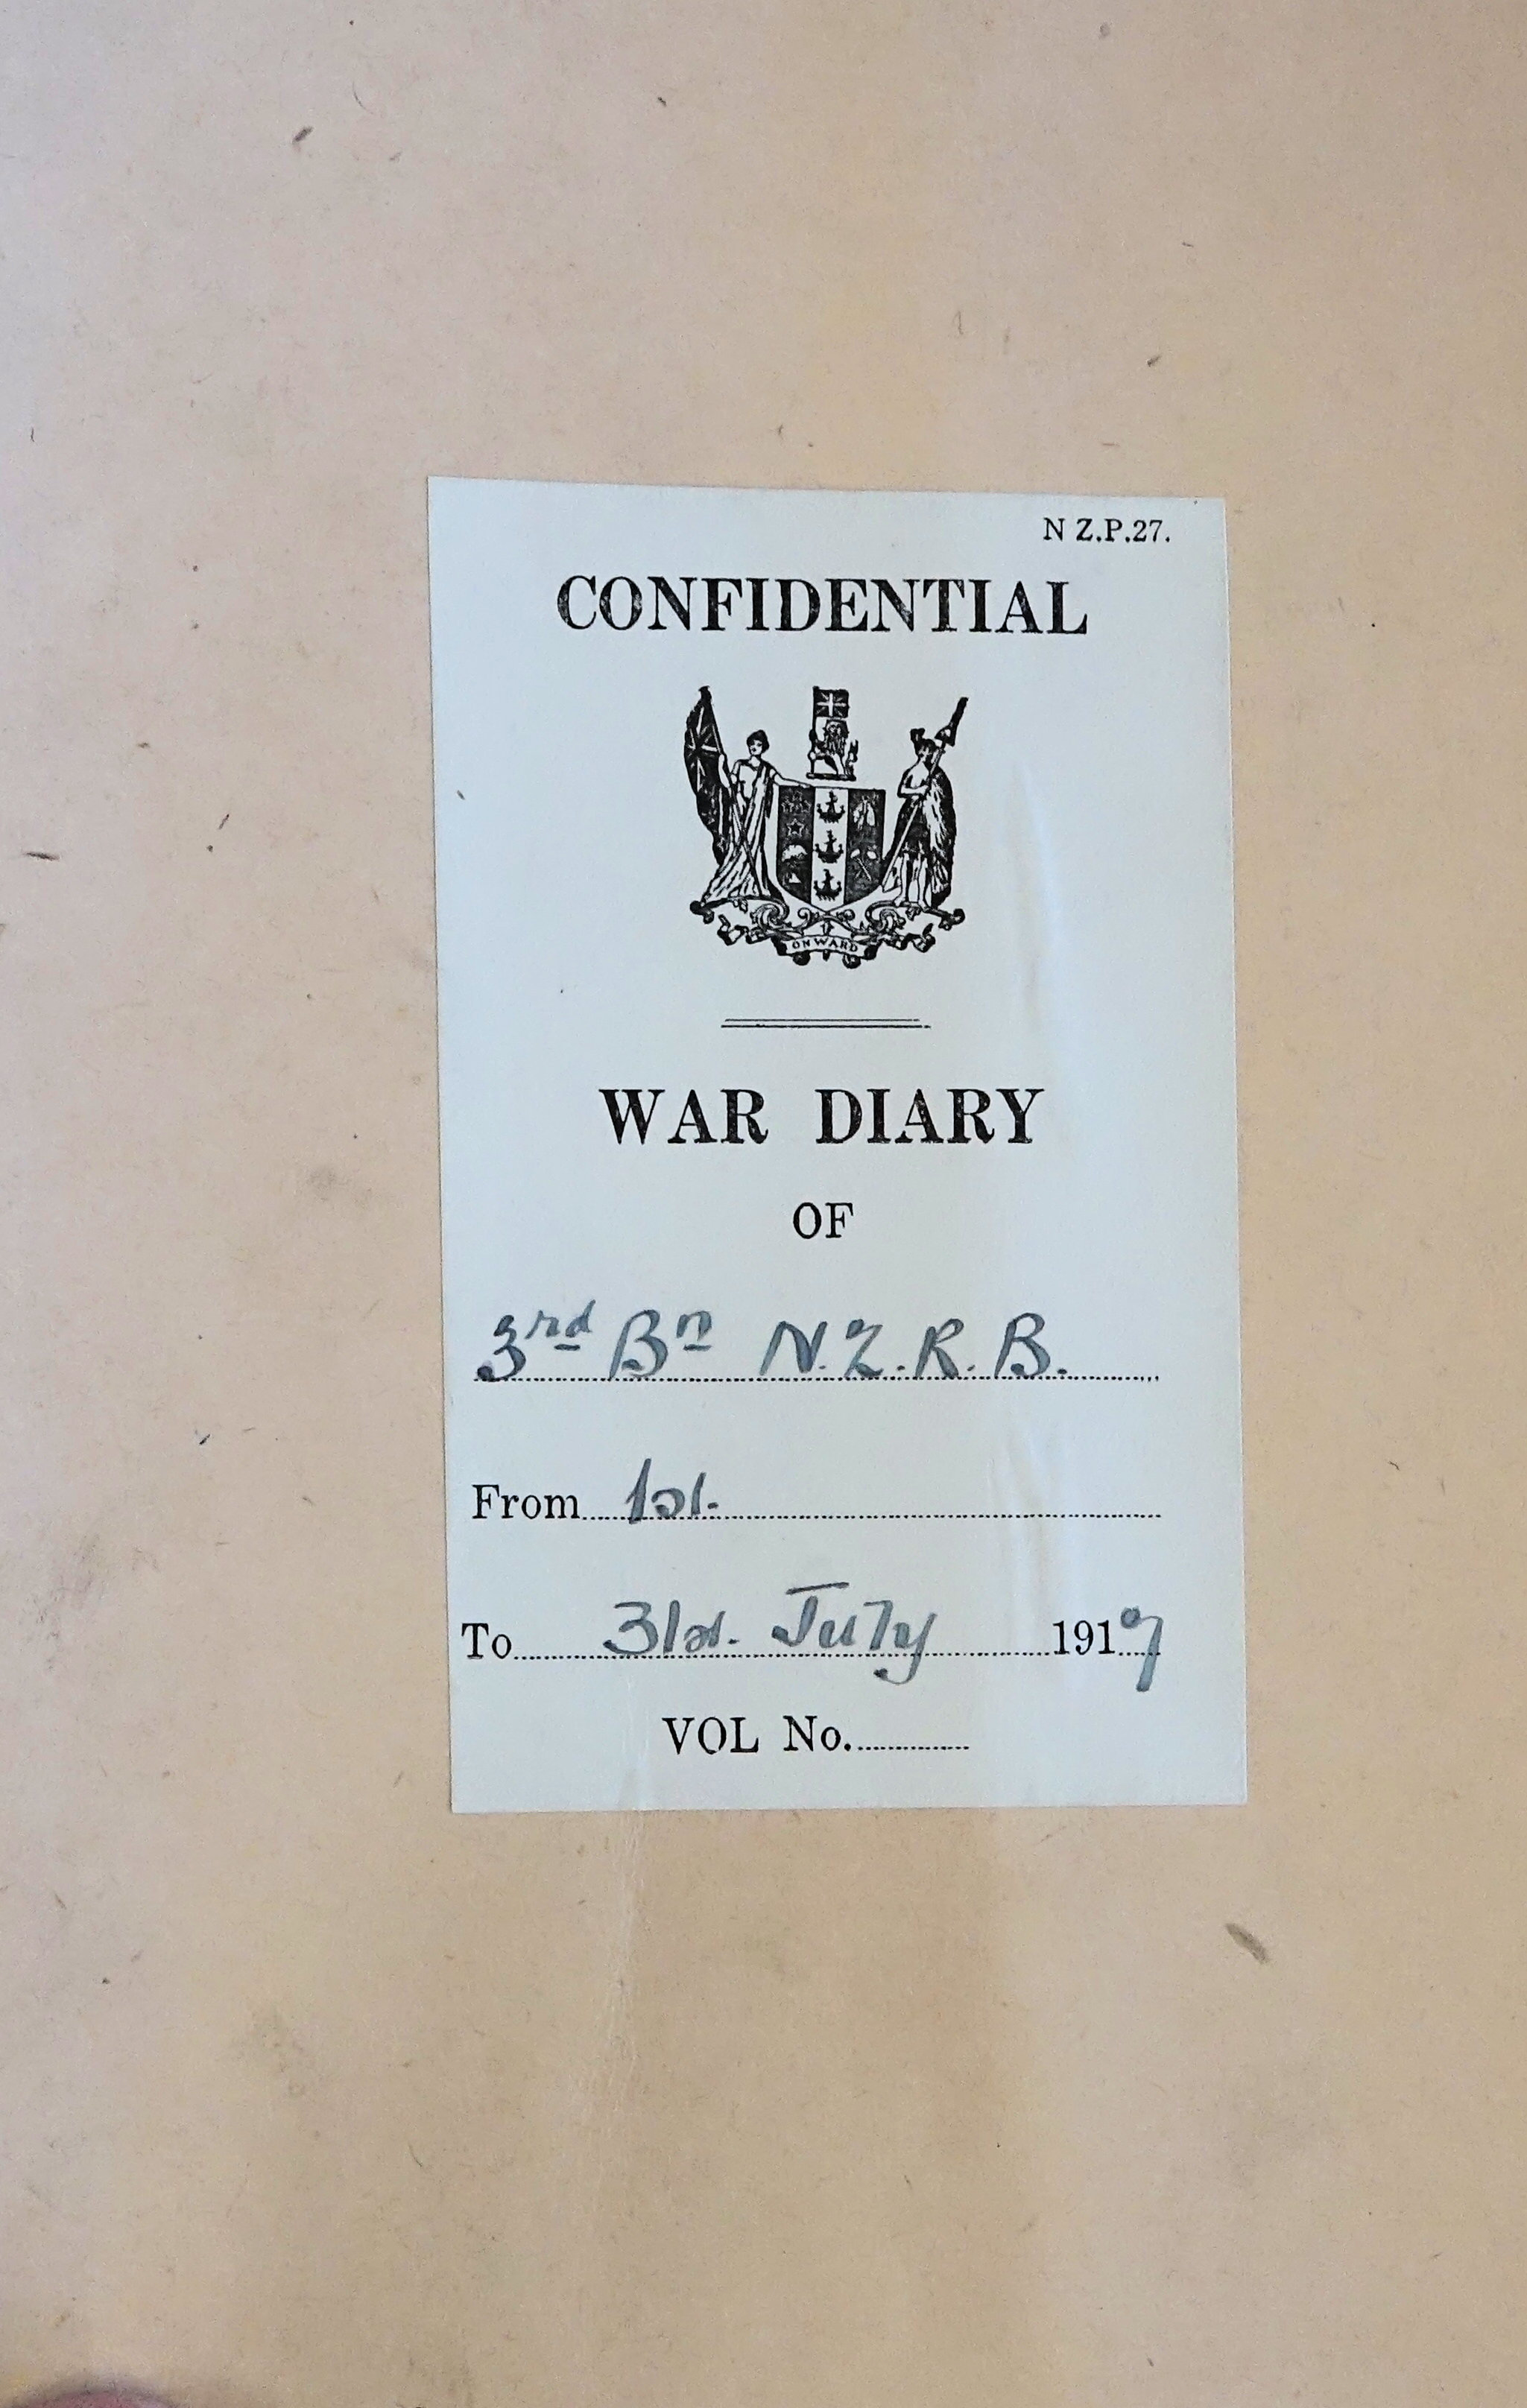 N Z.P.27.
CONFIDENTIAL
ONWARD
WAR DIARY
OF
3rd Bn N.Z.R.B.
From 1st.
To 31st. July 1917
VOL No.